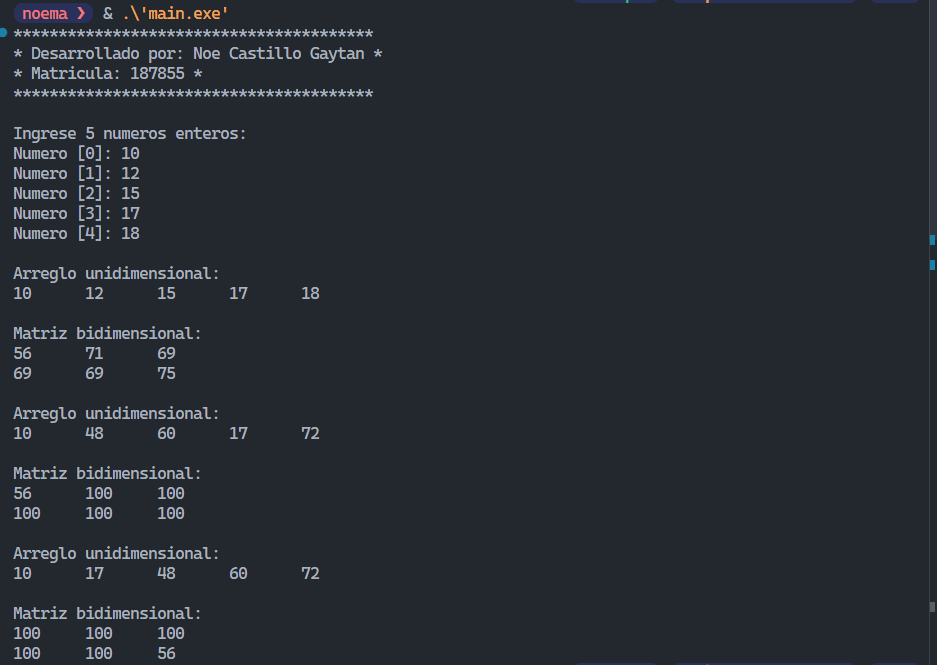 noema ❯ & .\'main.exe'
****************************************
* Desarrollado por: Noe Castillo Gaytan *
* Matricula: 187855 *
****************************************
Ingrese 5 numeros enteros:
Numero [0]: 10
Numero [1]: 12
Numero [2]: 15
Numero [3]: 17
Numero [4]: 18
Arreglo unidimensional:
10 12 15 17 18
Matriz bidimensional:
56 71 69
69 69 75
Arreglo unidimensional:
10 48 60 17 72
Matriz bidimensional:
56 100 100
100 100 100
Arreglo unidimensional:
10 17 48 60 72
Matriz bidimensional:
100 100 100
100 100 56